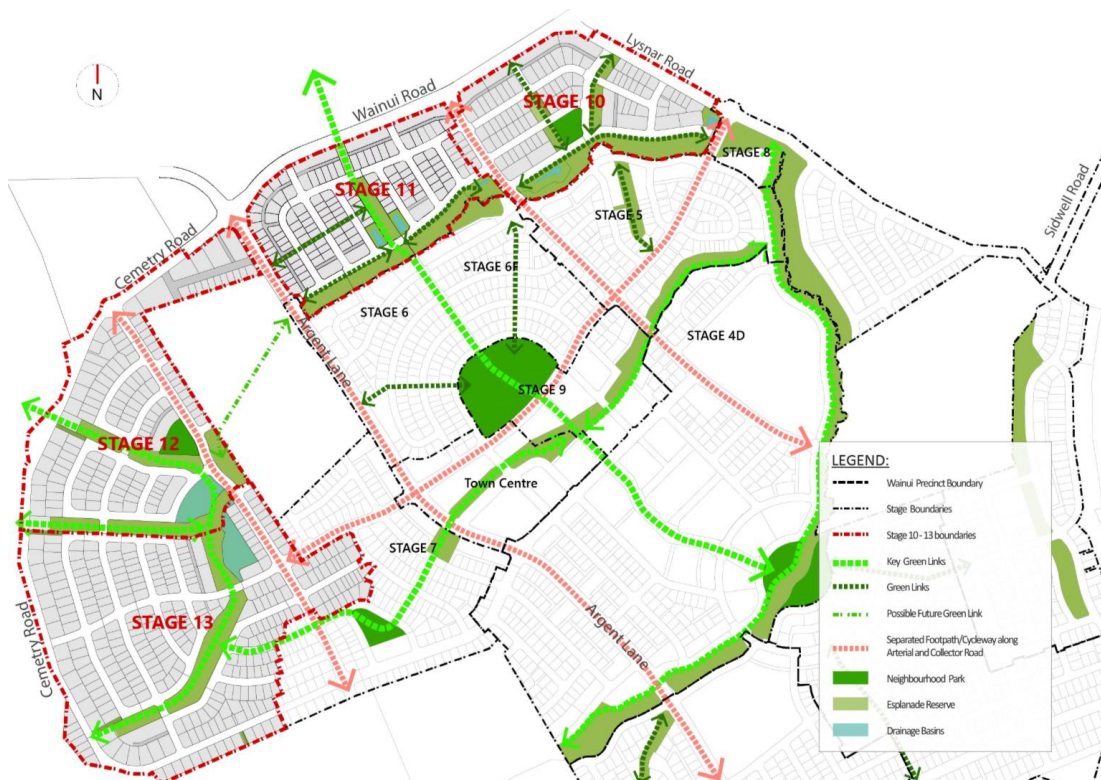 N
Wainui Road
Lysnar Road
STAGE 10
STAGE 8
STAGE 11
Sidwell Road
STAGE 5
Cemetry Road
STAGE 6F
STAGE 6
Argent Lane
STAGE 4D
STAGE 9
STAGE 12
Town Centre
STAGE 7
STAGE 13
Cemetry Road
Argent Lane
LEGEND:
Wainui Precinct Boundary
Stage Boundaries
Stage 10 - 13 boundaries
Key Green Links
Green Links
Possible Future Green Link
Separated Footpath/Cycleway along
Arterial and Collector Road
Neighbourhood Park
Esplanade Reserve
Drainage Basins